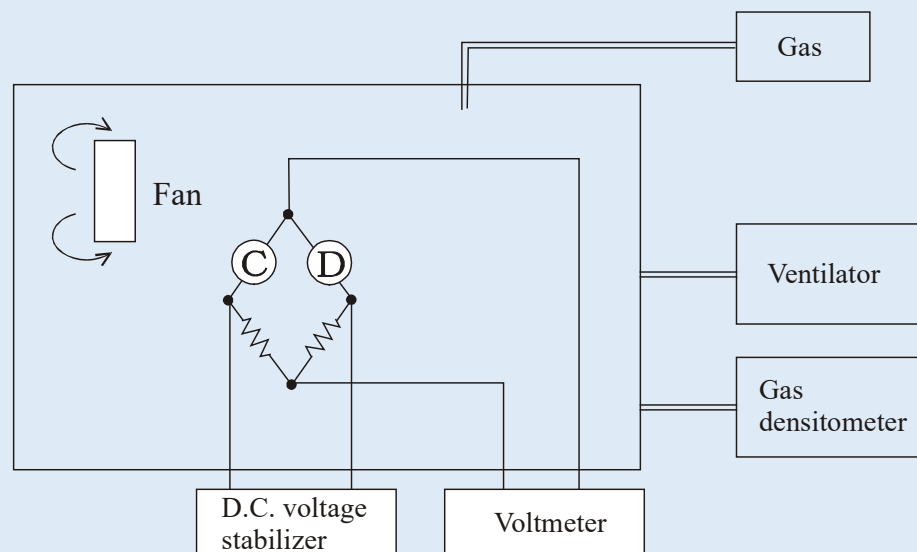 Gas
Fan
C
D
Ventilator
Gas
densitometer
D.C. voltage
stabilizer
Voltmeter